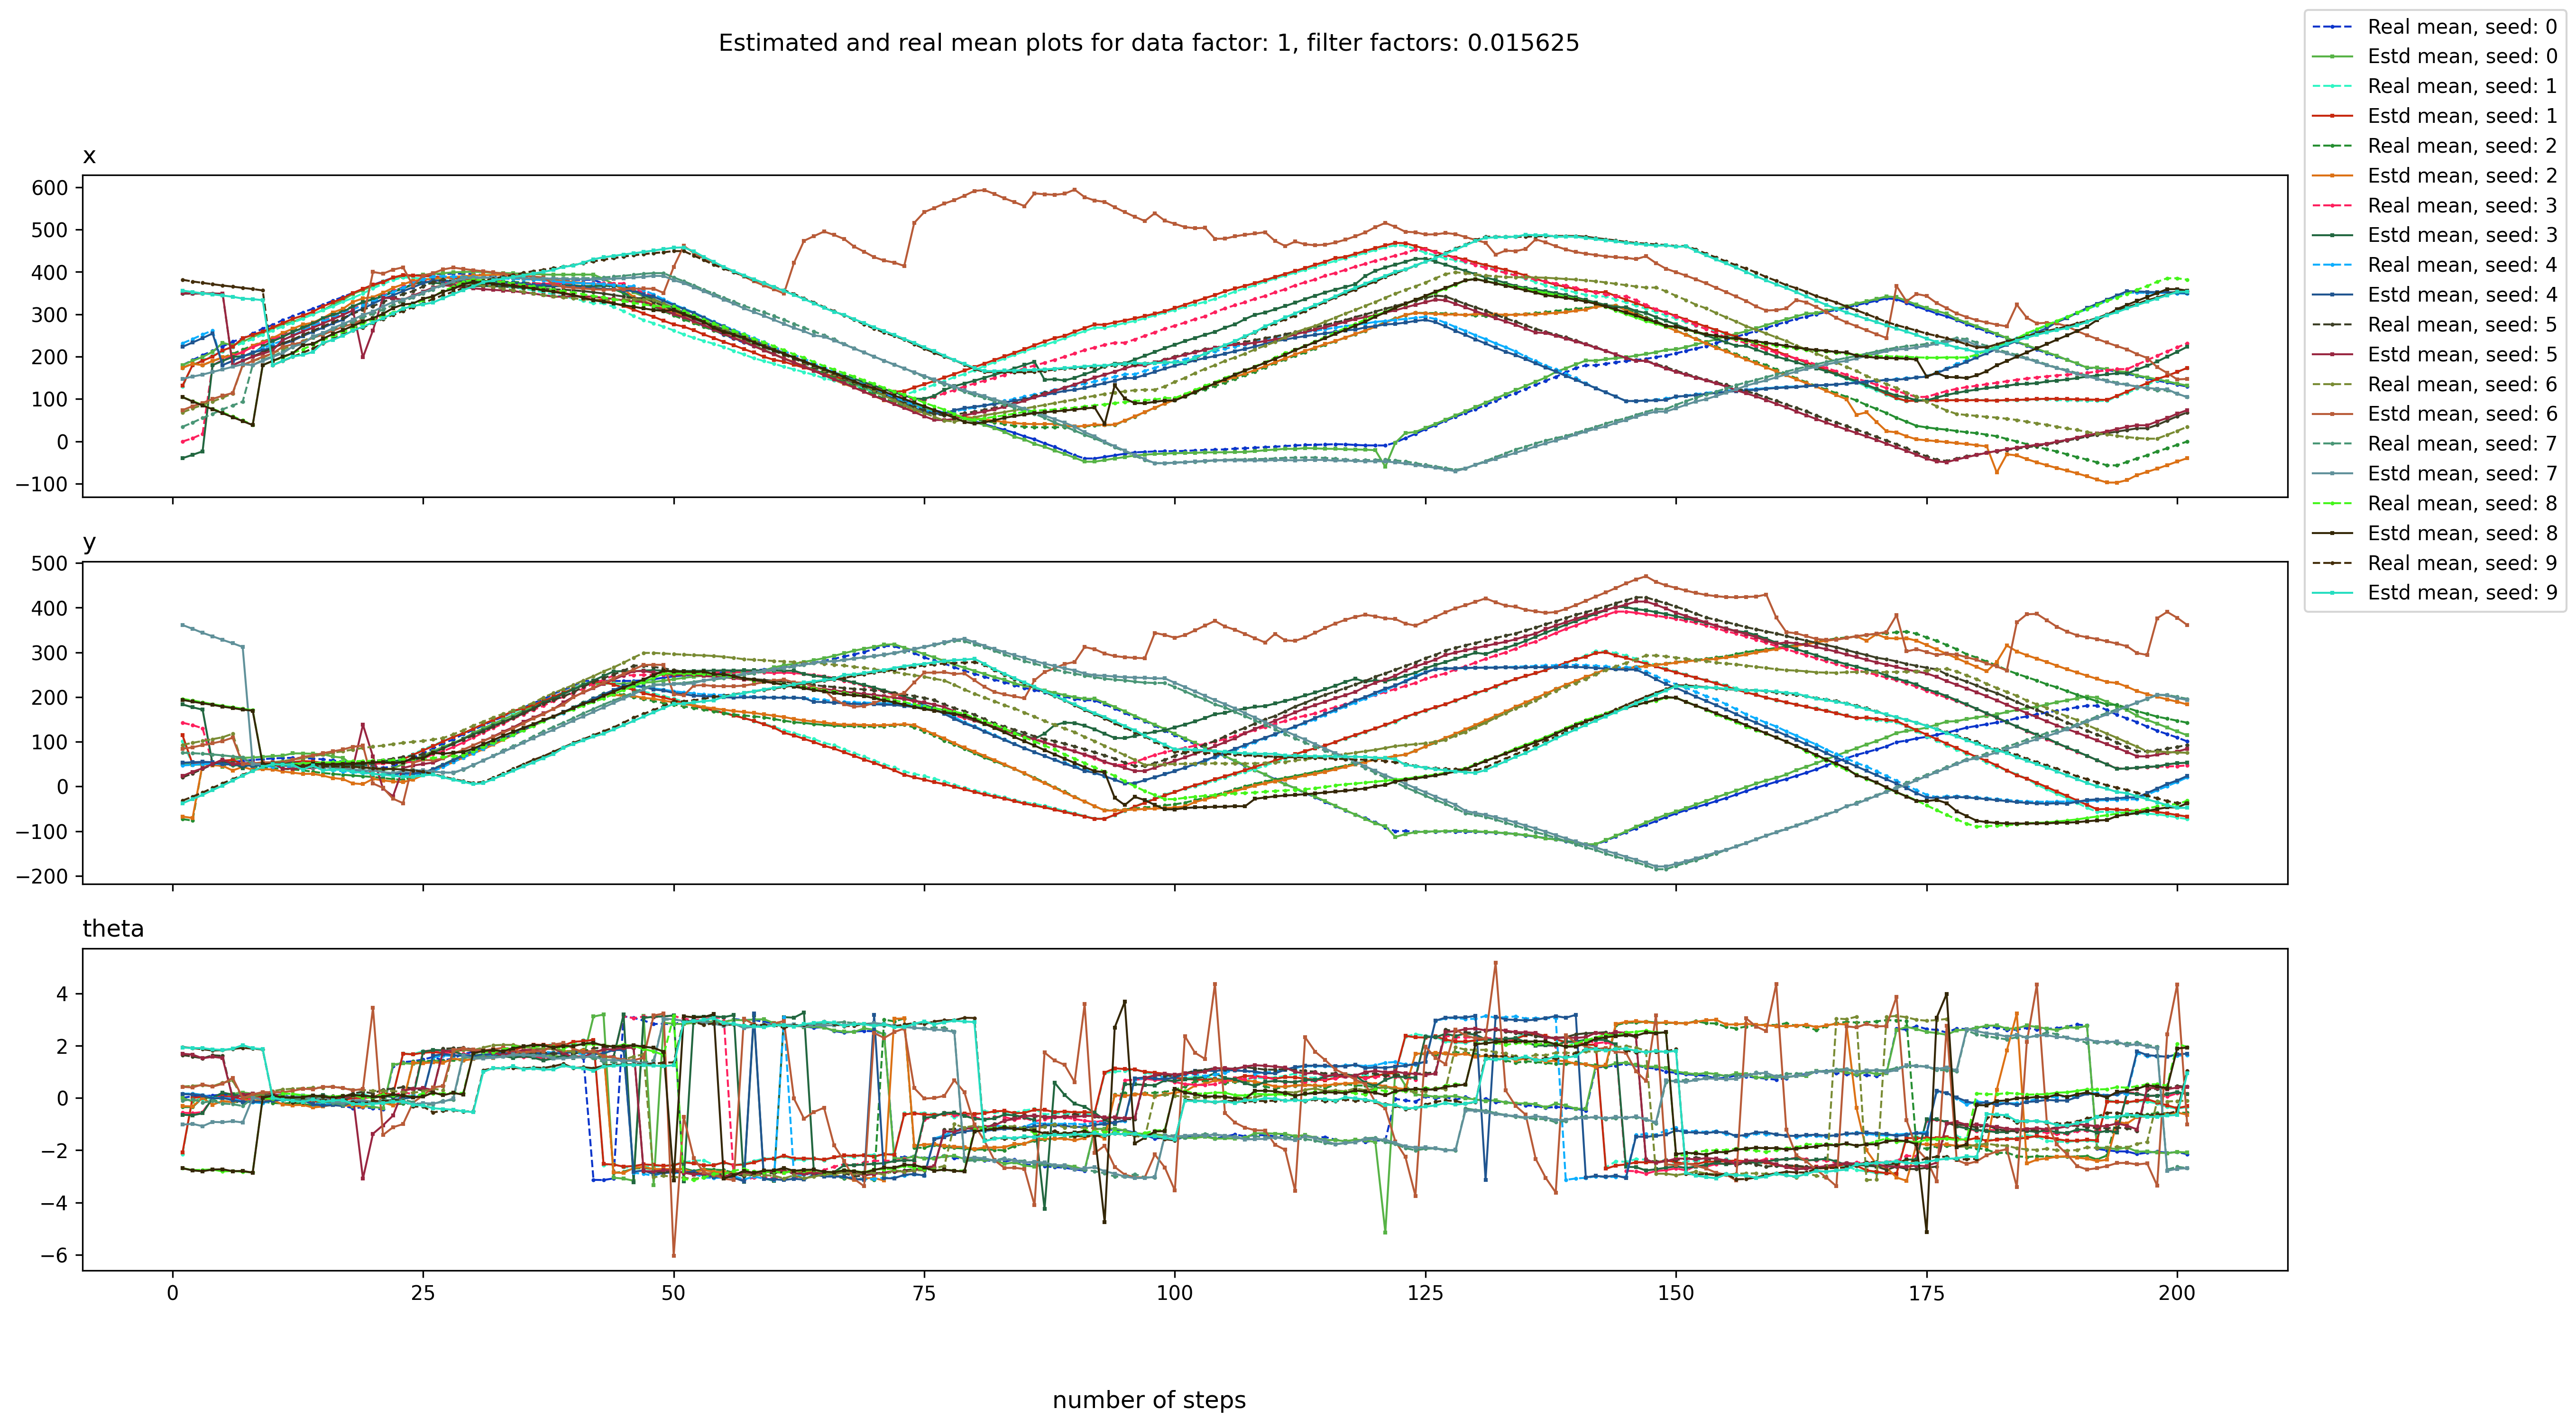 Estimated and real mean plots for data factor: 1, filter factors: 0.015625
x
600
500
400
300
200
100
0
−100
y
500
400
300
200
100
0
−100
−200
theta
4
2
0
−2
−4
−6
0 25 50 75 100 125 150 175 200
number of steps
Real mean, seed: 0
Estd mean, seed: 0
Real mean, seed: 1
Estd mean, seed: 1
Real mean, seed: 2
Estd mean, seed: 2
Real mean, seed: 3
Estd mean, seed: 3
Real mean, seed: 4
Estd mean, seed: 4
Real mean, seed: 5
Estd mean, seed: 5
Real mean, seed: 6
Estd mean, seed: 6
Real mean, seed: 7
Estd mean, seed: 7
Real mean, seed: 8
Estd mean, seed: 8
Real mean, seed: 9
Estd mean, seed: 9